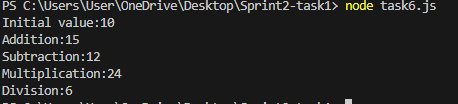 PS C:\Users\User\OneDrive\Desktop\Sprint2-task1> node task6.js
Initial value:10
Addition:15
Subtraction:12
Multiplication:24
Division:6